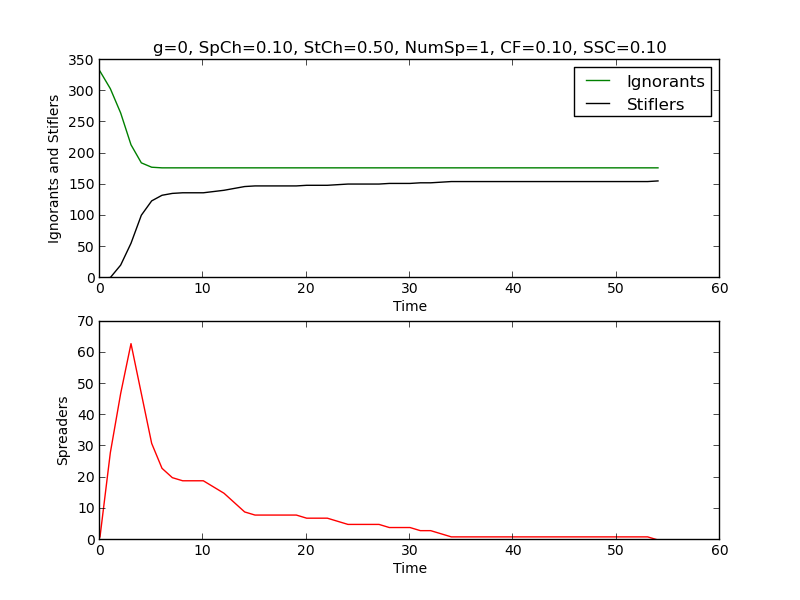 g=0, SpCh=0.10, StCh=0.50, NumSp=1, CF=0.10, SSC=0.10
350
300
250
200
150
100
50
0
Ignorants and Stiflers
Ignorants
Stiflers
0 10 20 30 40 50 60
Time
70
60
50
40
30
20
10
0
Spreaders
0 10 20 30 40 50 60
Time